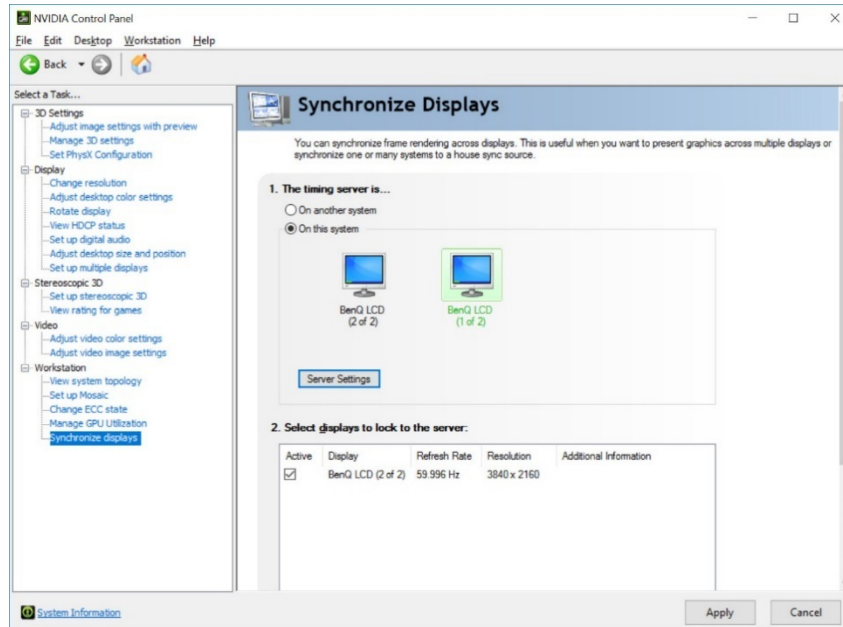 NVIDIA Control Panel
File Edit Desktop Workstation Help
Back
Select a Task...
3D Settings
Adjust image settings with preview
Manage 3D settings
Set PhysX Configuration
Display
Change resolution
Adjust desktop color settings
Rotate display
View HDCP status
Set up digital audio
Adjust desktop size and position
Set up multiple displays
Stereoscopic 3D
Set up stereoscopic 3D
View rating for games
Video
Adjust video color settings
Adjust video image settings
Workstation
View system topology
Set up Mosaic
Change ECC state
Manage GPU Utilization
Synchronize displays
System Information
Synchronize Displays
You can synchronize frame rendering across displays. This is useful when you want to present graphics across multiple displays or
synchronize one or many systems to a house sync source.
1. The timing server is...
On another system
On this system
BenQ LCD
(2 of 2)
BenQ LCD
(1 of 2)
Server Settings
2. Select displays to lock to the server:
Active Display Refresh Rate Resolution Additional Information
BenQ LCD (2 of 2) 59.996 Hz 3840 x 2160
Apply Cancel